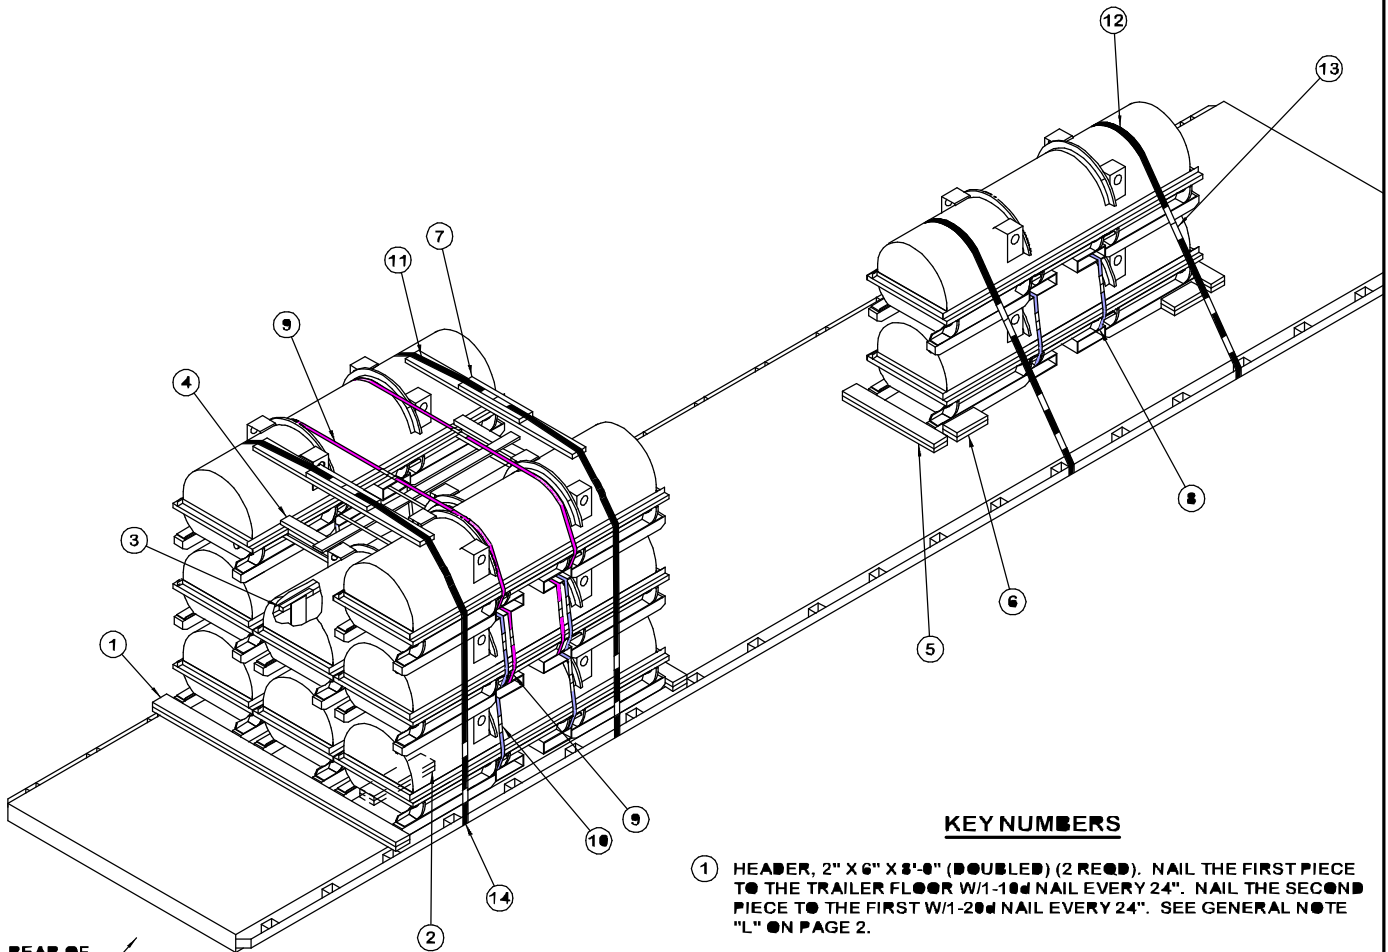 12
13
7
11
9
4
3
8
6
5
1
9
10
14
2
KEY NUMBERS
1 HEADER, 2" X 6" X 8'-0" (DOUBLED) (2 REQD). NAIL THE FIRST PIECE
TO THE TRAILER FLOOR W/1-10d NAIL EVERY 24". NAIL THE SECOND
PIECE TO THE FIRST W/1-20d NAIL EVERY 24". SEE GENERAL NOTE
"L" ON PAGE 2.
REAR OF